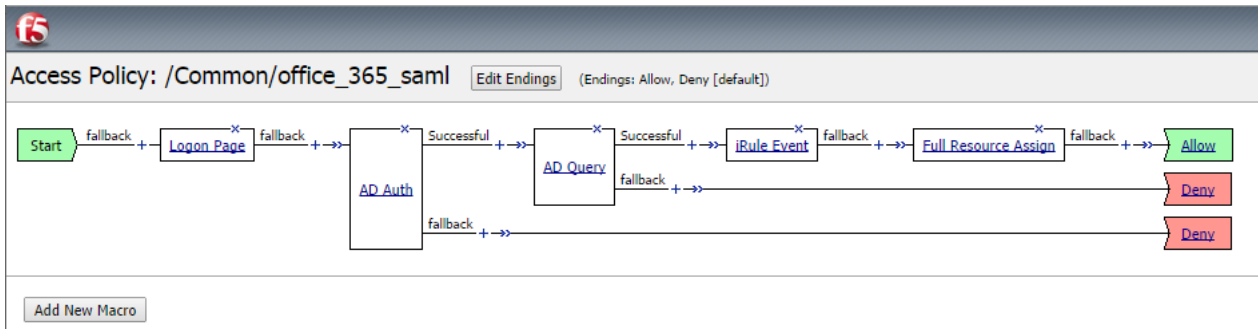 f5
Access Policy: /Common/office_365_saml Edit Endings (Endings: Allow, Deny [default])
Start fallback + Logon Page fallback + AD Auth Successful + AD Query Successful + iRule Event fallback + Full Resource Assign fallback + Allow
fallback + Deny
fallback + Deny
Add New Macro